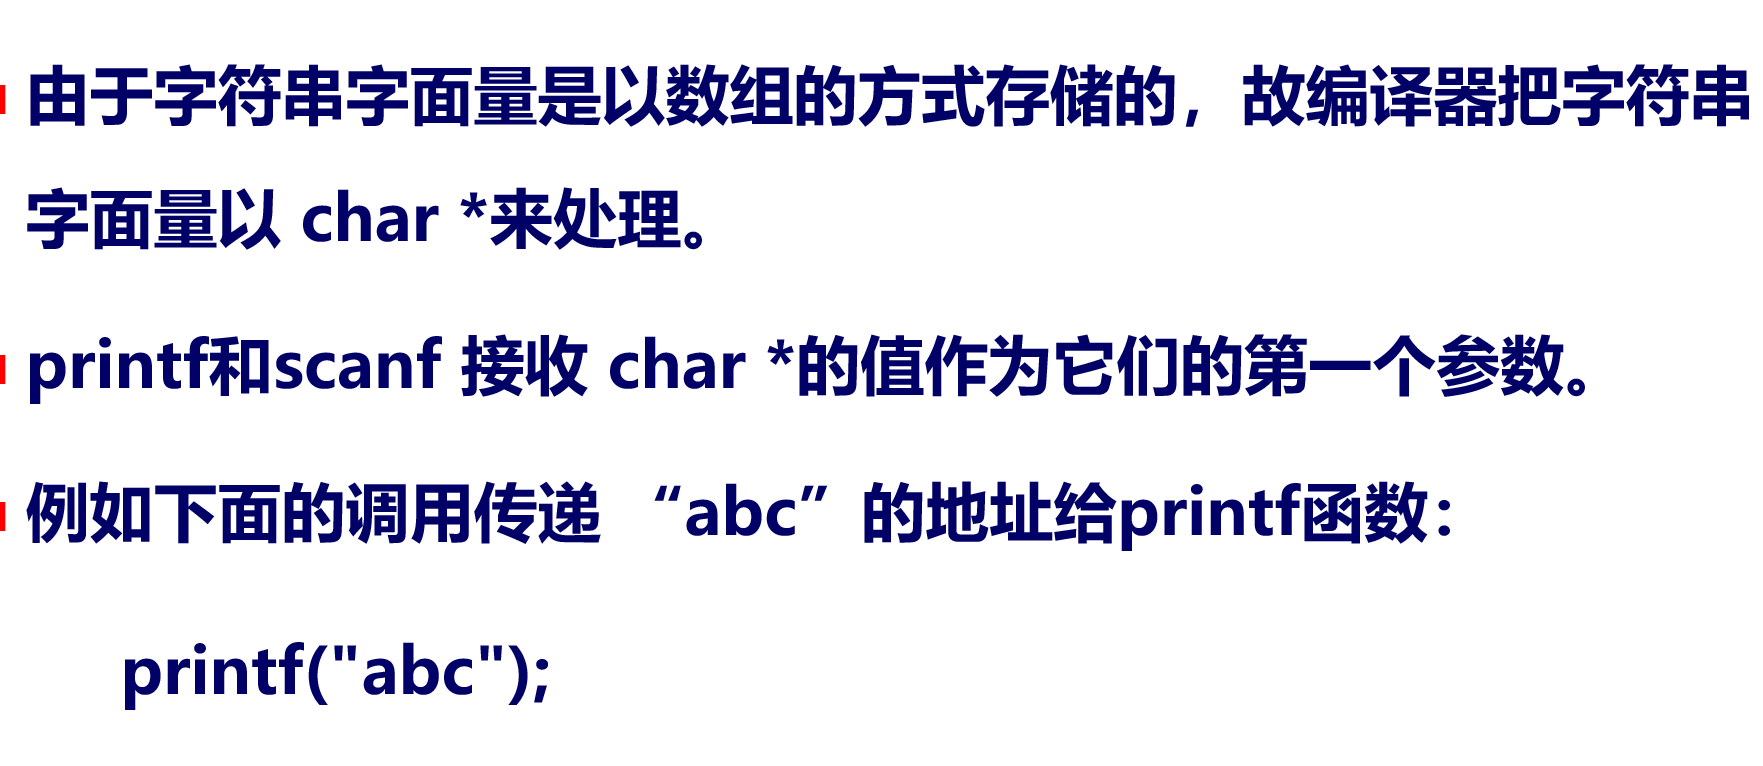 由于字符串字面量是以数组的方式存储的，故编译器把字符串
字面量以 char *来处理。
printf和scanf 接收 char *的值作为它们的第一个参数。
例如下面的调用传递 “abc”的地址给printf函数：
printf("abc");